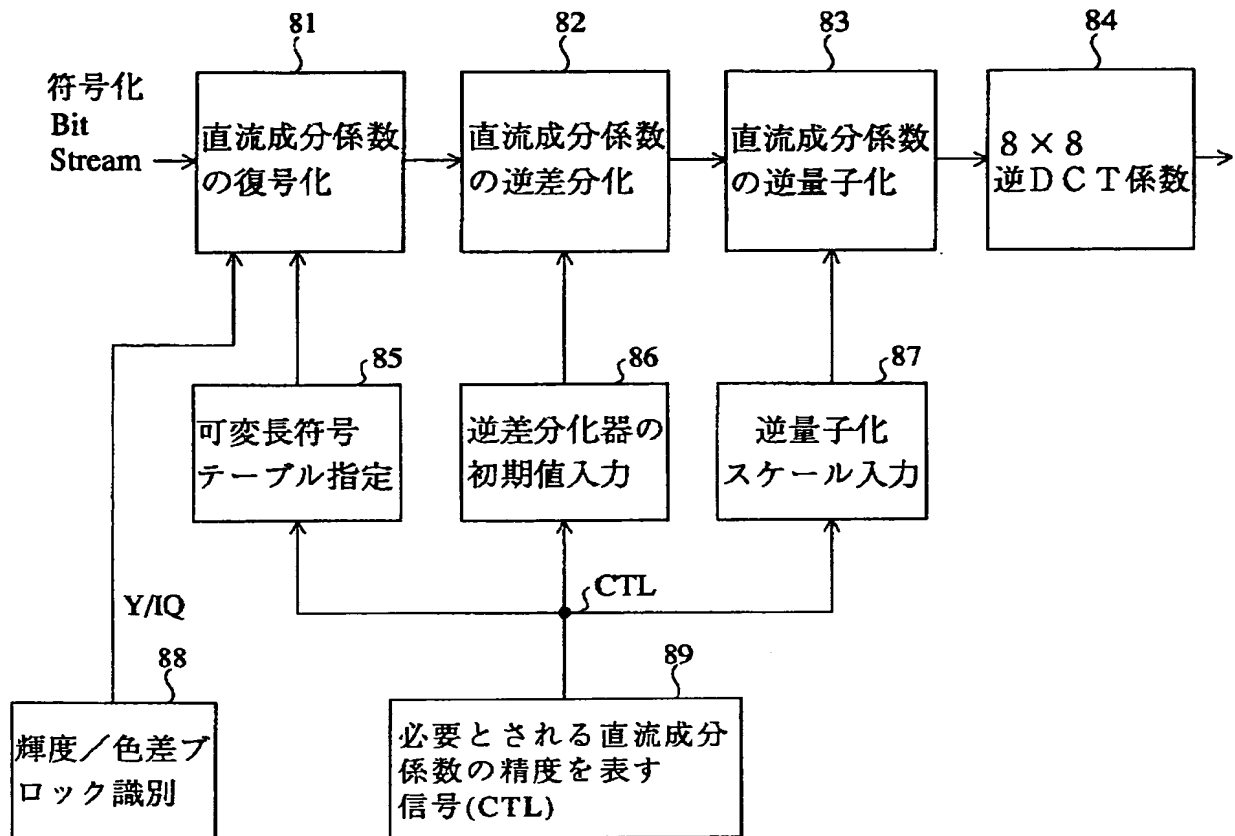 81
82
83
84
符号化
Bit
Stream
直流成分係数
の復号化
直流成分係数
の逆差分化
直流成分係数
の逆量子化
8×8
逆DCT係数
85
86
87
可変長符号
テーブル指定
逆差分化器の
初期値入力
逆量子化
スケール入力
Y/IQ
CTL
88
89
輝度／色差ブ
ロック識別
必要とされる直流成分
係数の精度を表す
信号(CTL)